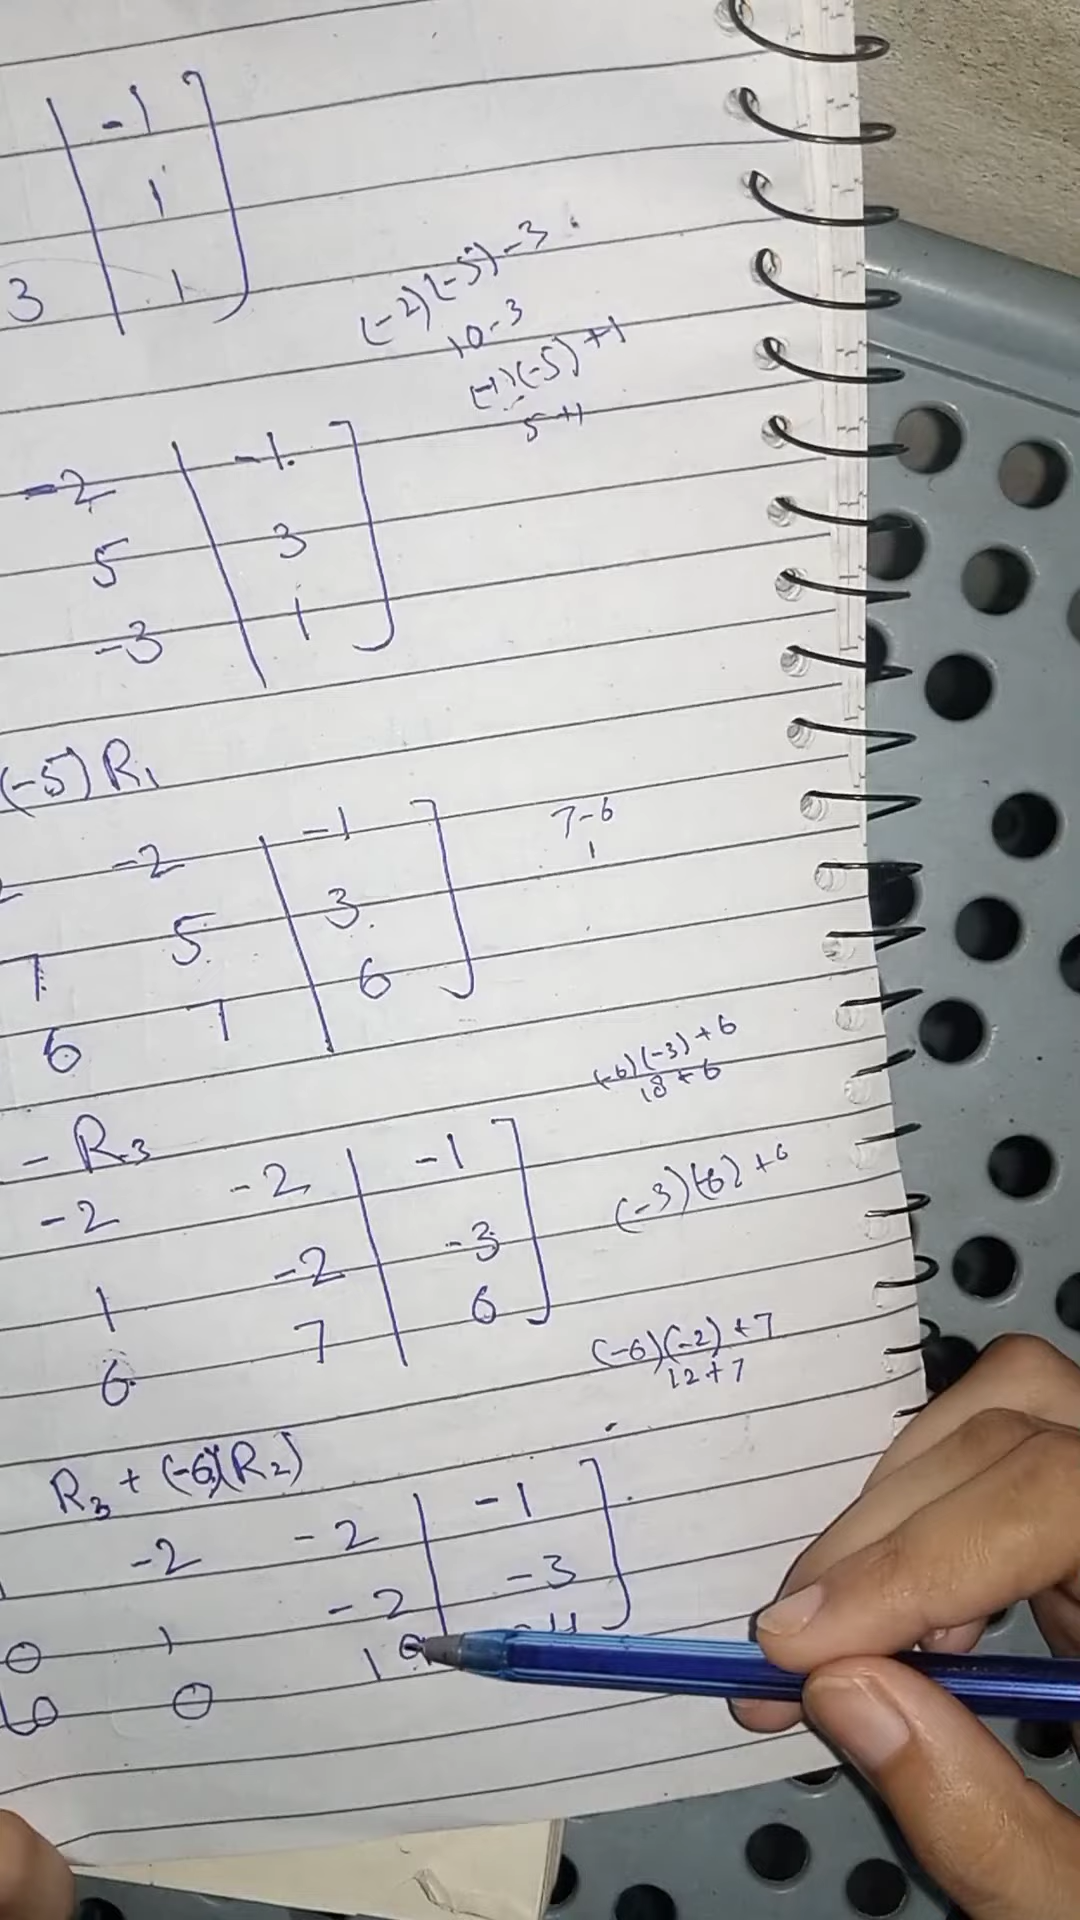 -1
1
3 1
(-2)(-5)-3
10-3
(-1)(-5)+1
5+1
-2 -1
5 3
-3 1
(-5) R1
-2 -1
7 5 3
6 7 6
7-6
1
- R3
-2 -2 -1
1 -2 -3
6 7 6
(-6)(-3)+6
18+6
(-3)(6)+6
(-6)(-2)+7
12+7
R3 + (-6)(R2)
-2 -2 -1
0 1 -2 -3
0 0 19